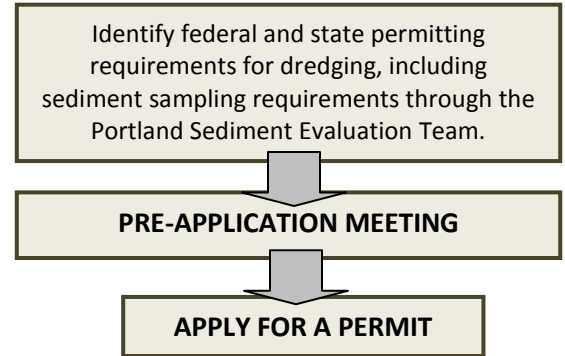 Identify federal and state permitting
requirements for dredging, including
sediment sampling requirements through the
Portland Sediment Evaluation Team.
PRE-APPLICATION MEETING
APPLY FOR A PERMIT